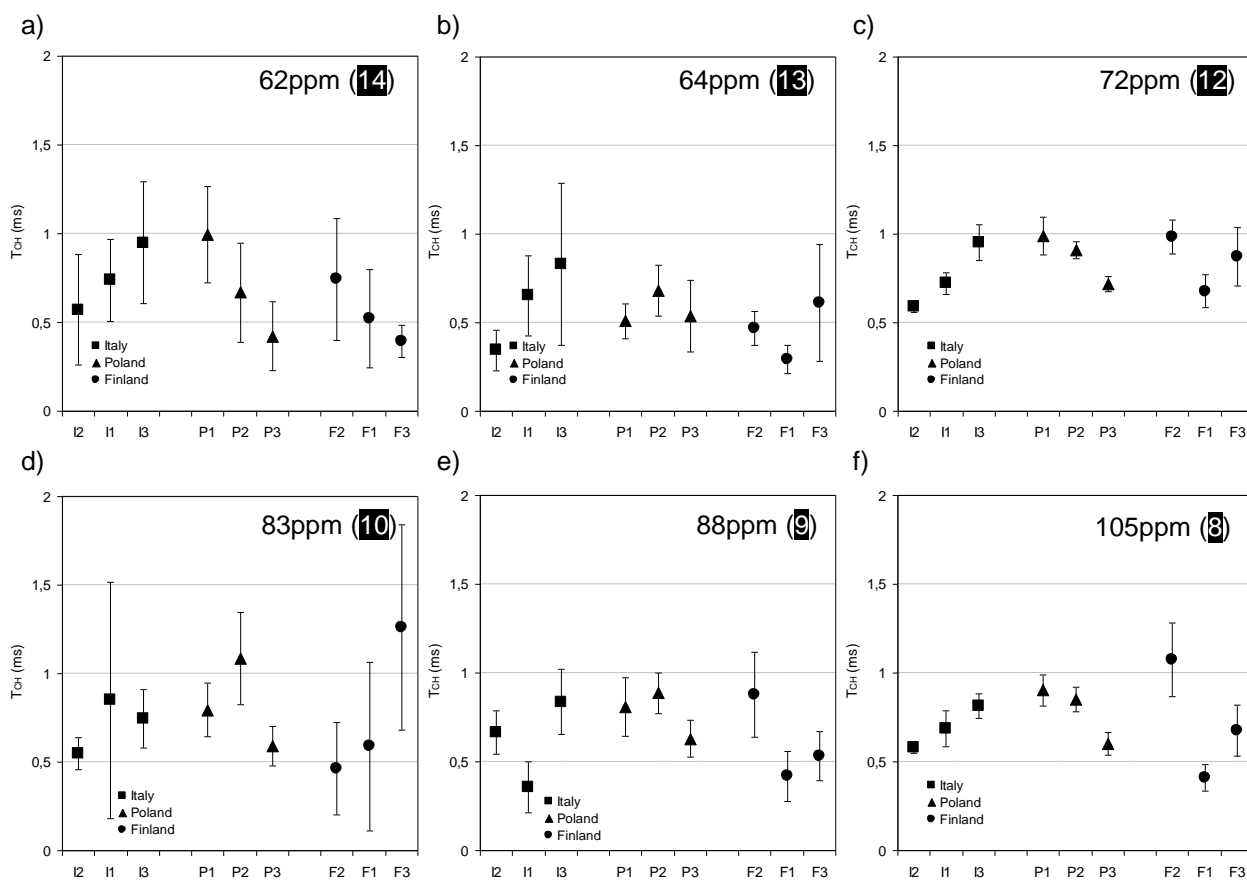 a)
2
62ppm (14)
1,5
1
0,5
0
T_CH (ms)
Italy
Poland
Finland
I2 I1 I3 P1 P2 P3 F2 F1 F3
b)
2
64ppm (13)
1,5
1
0,5
0
T_CH (ms)
Italy
Poland
Finland
I2 I1 I3 P1 P2 P3 F2 F1 F3
c)
2
72ppm (12)
1,5
1
0,5
0
T_CH (ms)
Italy
Poland
Finland
I2 I1 I3 P1 P2 P3 F2 F1 F3
d)
2
83ppm (10)
1,5
1
0,5
0
T_CH (ms)
Italy
Poland
Finland
I2 I1 I3 P1 P2 P3 F2 F1 F3
e)
2
88ppm (9)
1,5
1
0,5
0
T_CH (ms)
Italy
Poland
Finland
I2 I1 I3 P1 P2 P3 F2 F1 F3
f)
2
105ppm (8)
1,5
1
0,5
0
T_CH (ms)
Italy
Poland
Finland
I2 I1 I3 P1 P2 P3 F2 F1 F3